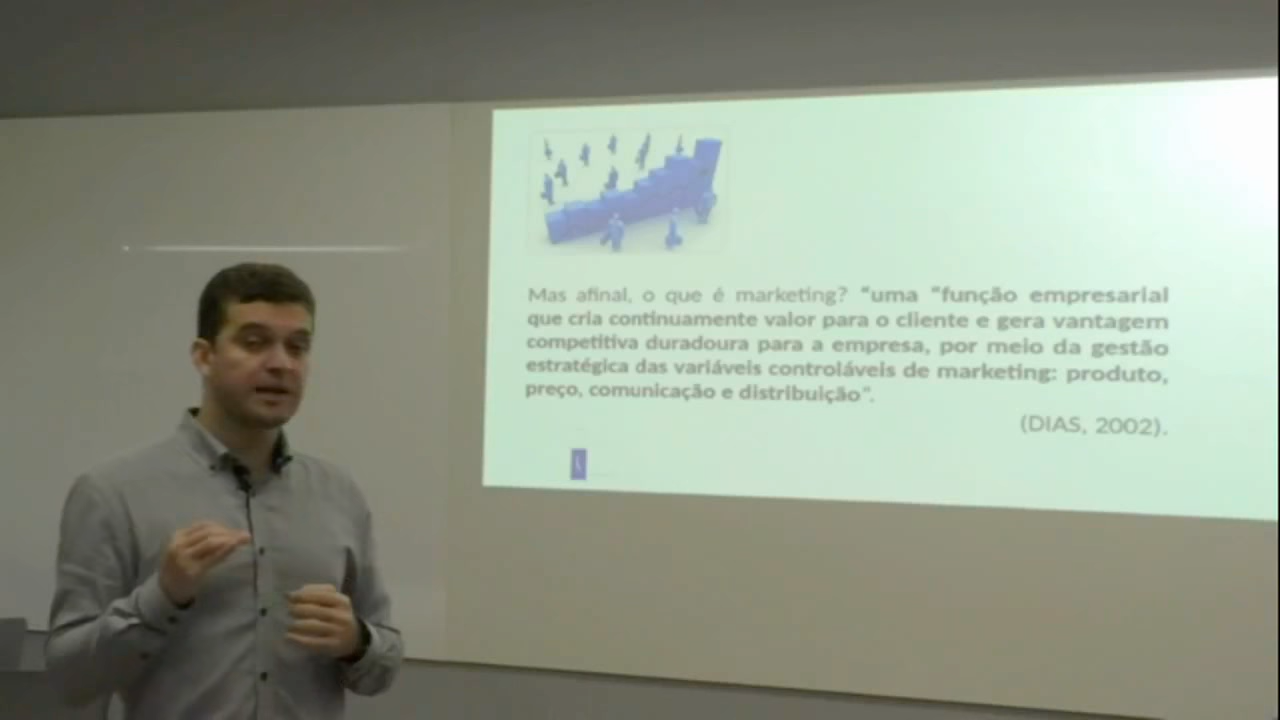 Mas afinal, o que é marketing? “uma “função empresarial
que cria continuamente valor para o cliente e gera vantagem
competitiva duradoura para a empresa, por meio da gestão
estratégica das variáveis controláveis de marketing: produto,
preço, comunicação e distribuição”.
(DIAS, 2002).